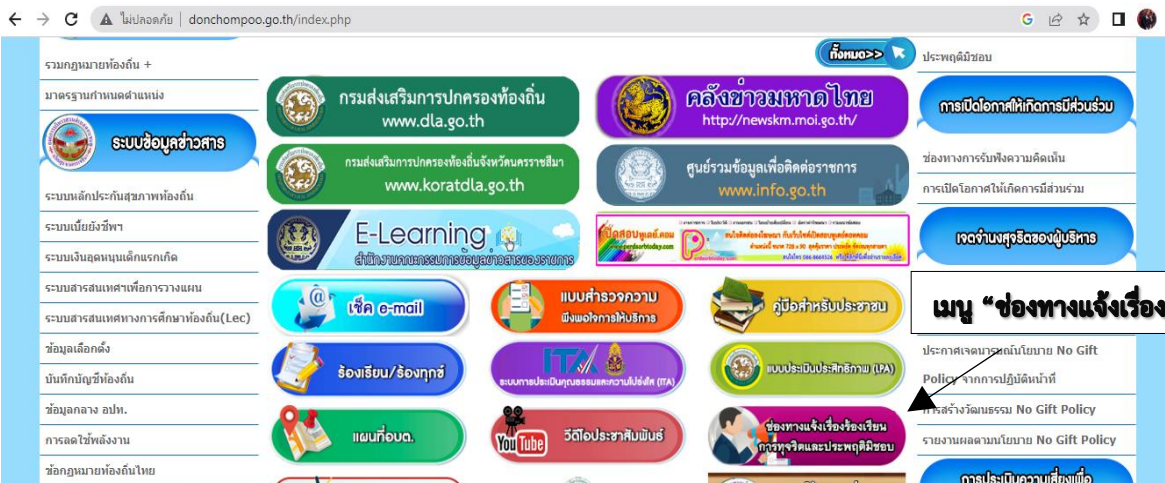 ไม่ปลอดภัย | donchompoo.go.th/index.php
รวมกฎหมายท้องถิ่น +
มาตรฐานกำหนดตำแหน่ง
ระบบข้อมูลข่าวสาร
ระบบหลักประกันสุขภาพท้องถิ่น
ระบบเบี้ยยังชีพฯ
ระบบเงินอุดหนุนเด็กแรกเกิด
ระบบสารสนเทศเพื่อการวางแผน
ระบบสารสนเทศทางการศึกษาท้องถิ่น(Lec)
ข้อมูลเลือกตั้ง
บันทึกบัญชีท้องถิ่น
ข้อมูลกลาง อปท.
การลดใช้พลังงาน
ข้อกฎหมายท้องถิ่นไทย
ทั้งหมด>>
กรมส่งเสริมการปกครองท้องถิ่น
www.dla.go.th
คลังข่าวมหาดไทย
http://newskm.moi.go.th/
กรมส่งเสริมการปกครองท้องถิ่นจังหวัดนครราชสีมา
www.koratdla.go.th
ศูนย์รวมข้อมูลเพื่อติดต่อราชการ
www.info.go.th
E-Learning
สำนักงานคณะกรรมการข้อมูลข่าวสารของราชการ
เช็ค e-mail
แบบสำรวจความ
พึงพอใจการให้บริการ
คู่มือสำหรับประชาชน
ร้องเรียน/ร้องทุกข์
ITA
ระบบการประเมินคุณธรรมและความโปร่งใส (ITA)
แบบประเมินประสิทธิภาพ (LPA)
แผนที่อบต.
You Tube
วีดีโอประชาสัมพันธ์
ช่องทางแจ้งเรื่องร้องเรียน
การทุจริตและประพฤติมิชอบ
ประพฤติมิชอบ
การเปิดโอกาสให้เกิดการมีส่วนร่วม
ช่องทางการรับฟังความคิดเห็น
การเปิดโอกาสให้เกิดการมีส่วนร่วม
เจตจำนงสุจริตของผู้บริหาร
เมนู “ช่องทางแจ้งเรื่อง
ประกาศเจตนารมณ์นโยบาย No Gift
Policy จากการปฏิบัติหน้าที่
การสร้างวัฒนธรรม No Gift Policy
รายงานผลตามนโยบาย No Gift Policy
การประเมินความเสี่ยงเพื่อ